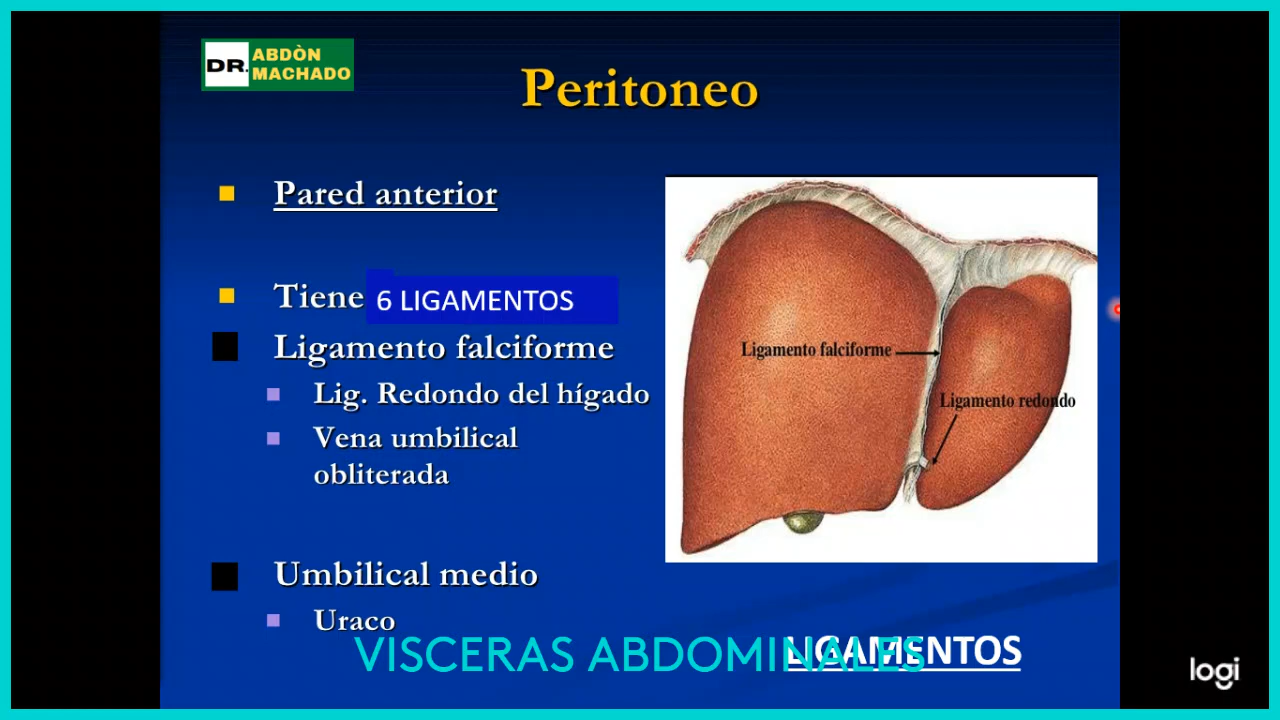 DR. ABDÒN
MACHADO
Peritoneo
Pared anterior
Tiene 6 LIGAMENTOS
Ligamento falciforme
Lig. Redondo del hígado
Vena umbilical
obliterada
Umbilical medio
Uraco
Ligamento falciforme
Ligamento redondo
VISCERAS ABDOMINALES
LIGAMENTOS
logi